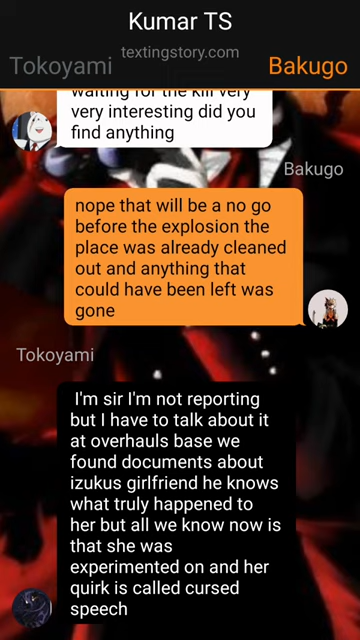 Kumar TS
textingstory.com
Tokoyami
Bakugo
waiting for the kill very
very interesting did you
find anything
Bakugo
nope that will be a no go
before the explosion the
place was already cleaned
out and anything that
could have been left was
gone
Tokoyami
I'm sir I'm not reporting
but I have to talk about it
at overhauls base we
found documents about
izukus girlfriend he knows
what truly happened to
her but all we know now is
that she was
experimented on and her
quirk is called cursed
speech